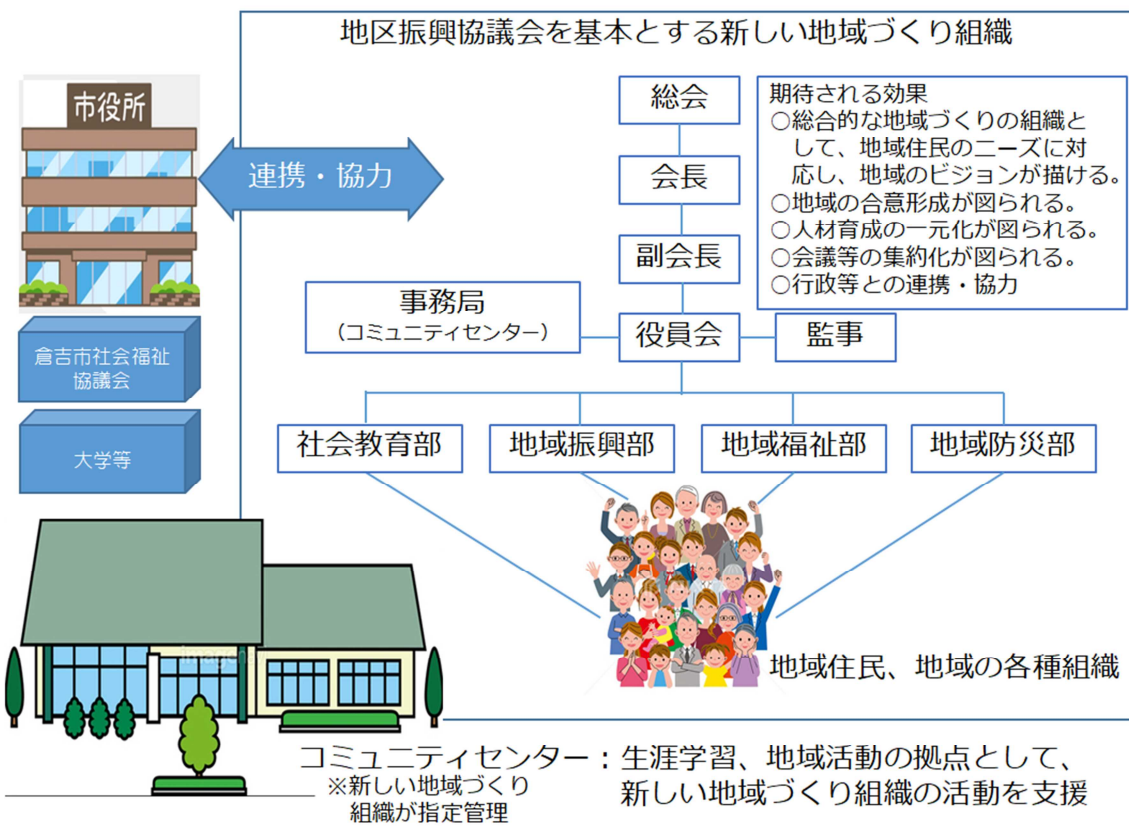 地区振興協議会を基本とする新しい地域づくり組織
市役所
連携・協力
倉吉市社会福祉
協議会
大学等
総会
会長
副会長
事務局
(コミュニティセンター)
役員会
監事
期待される効果
○総合的な地域づくりの組織と
して、地域住民のニーズに対
応し、地域のビジョンが描ける。
○地域の合意形成が図られる。
○人材育成の一元化が図られる。
○会議等の集約化が図られる。
○行政等との連携・協力
社会教育部
地域振興部
地域福祉部
地域防災部
地域住民、地域の各種組織
コミュニティセンター:生涯学習、地域活動の拠点として、
新しい地域づくり組織の活動を支援
※新しい地域づくり
組織が指定管理